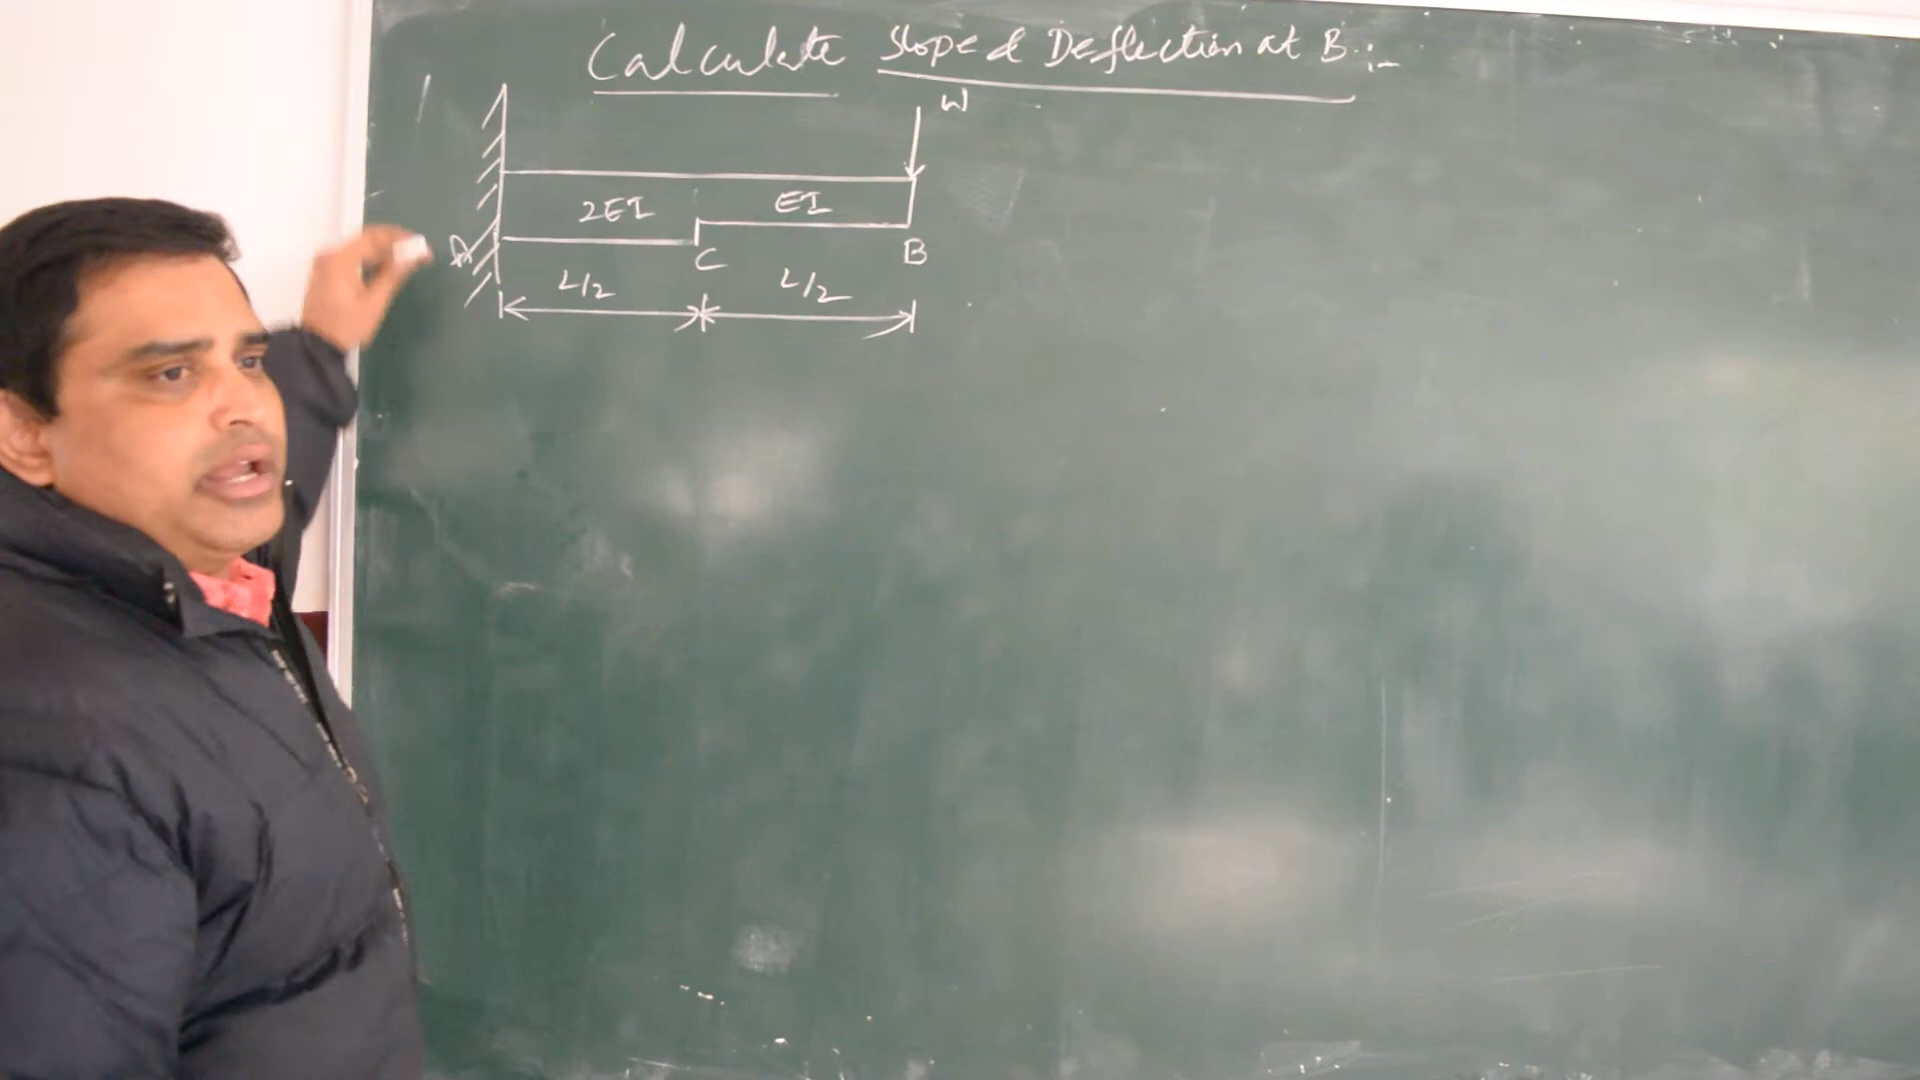 Calculate Slope & Deflection at B :-
W
2EI EI
A C B
L/2 L/2